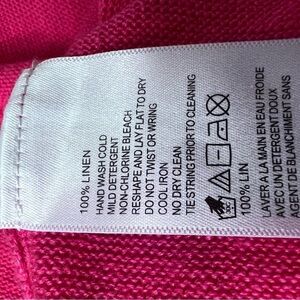 100% LINEN
HAND WASH COLD
MILD DETERGENT
NON-CHLORINE BLEACH
RESHAPE AND LAY FLAT TO DRY
DO NOT TWIST OR WRING
COOL IRON
NO DRY CLEAN
TIE STRINGS PRIOR TO CLEANING
100% LIN
LAVER A LA MAIN EN EAU FROIDE
AVEC UN DETERGENT DOUX
AGENT DE BLANCHIMENT SANS